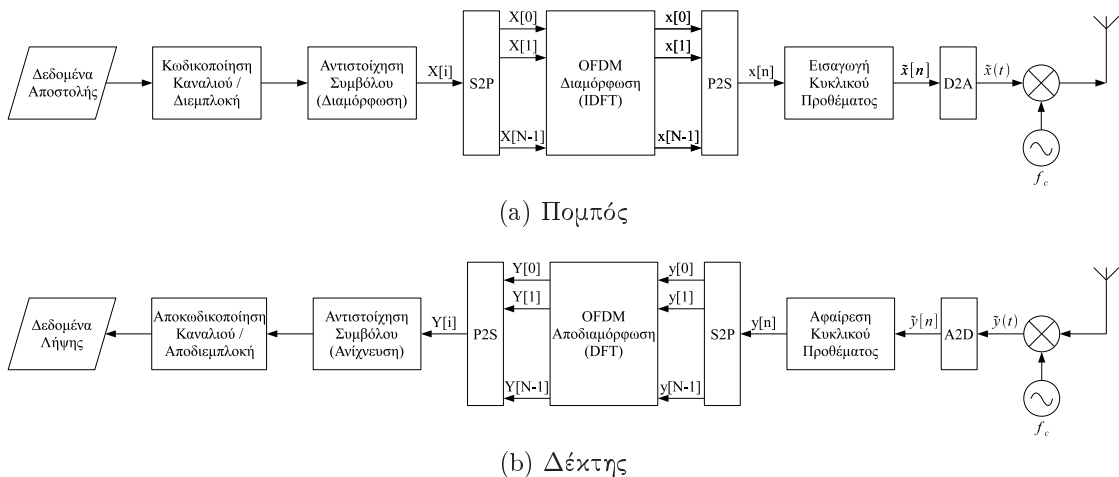 X[0]
x[0]
X[1]
x[1]
Δεδομένα
Αποστολής
Κωδικοποίηση
Καναλιού /
Διεμπλοκή
Αντιστοίχηση
Συμβόλου
(Διαμόρφωση)
X[i]
S2P
OFDM
Διαμόρφωση
(IDFT)
P2S
x[n]
Εισαγωγή
Κυκλικού
Προθέματος
x̃[n]
D2A
x̃(t)
X[N-1]
x[N-1]
f_c
(a) Πομπός
Y[0]
y[0]
Y[1]
y[1]
Δεδομένα
Λήψης
Αποκωδικοποίηση
Καναλιού /
Αποδιεμπλοκή
Αντιστοίχηση
Συμβόλου
(Ανίχνευση)
Y[i]
P2S
OFDM
Αποδιαμόρφωση
(DFT)
S2P
y[n]
Αφαίρεση
Κυκλικού
Προθέματος
ỹ[n]
A2D
ỹ(t)
Y[N-1]
y[N-1]
f_c
(b) Δέκτης